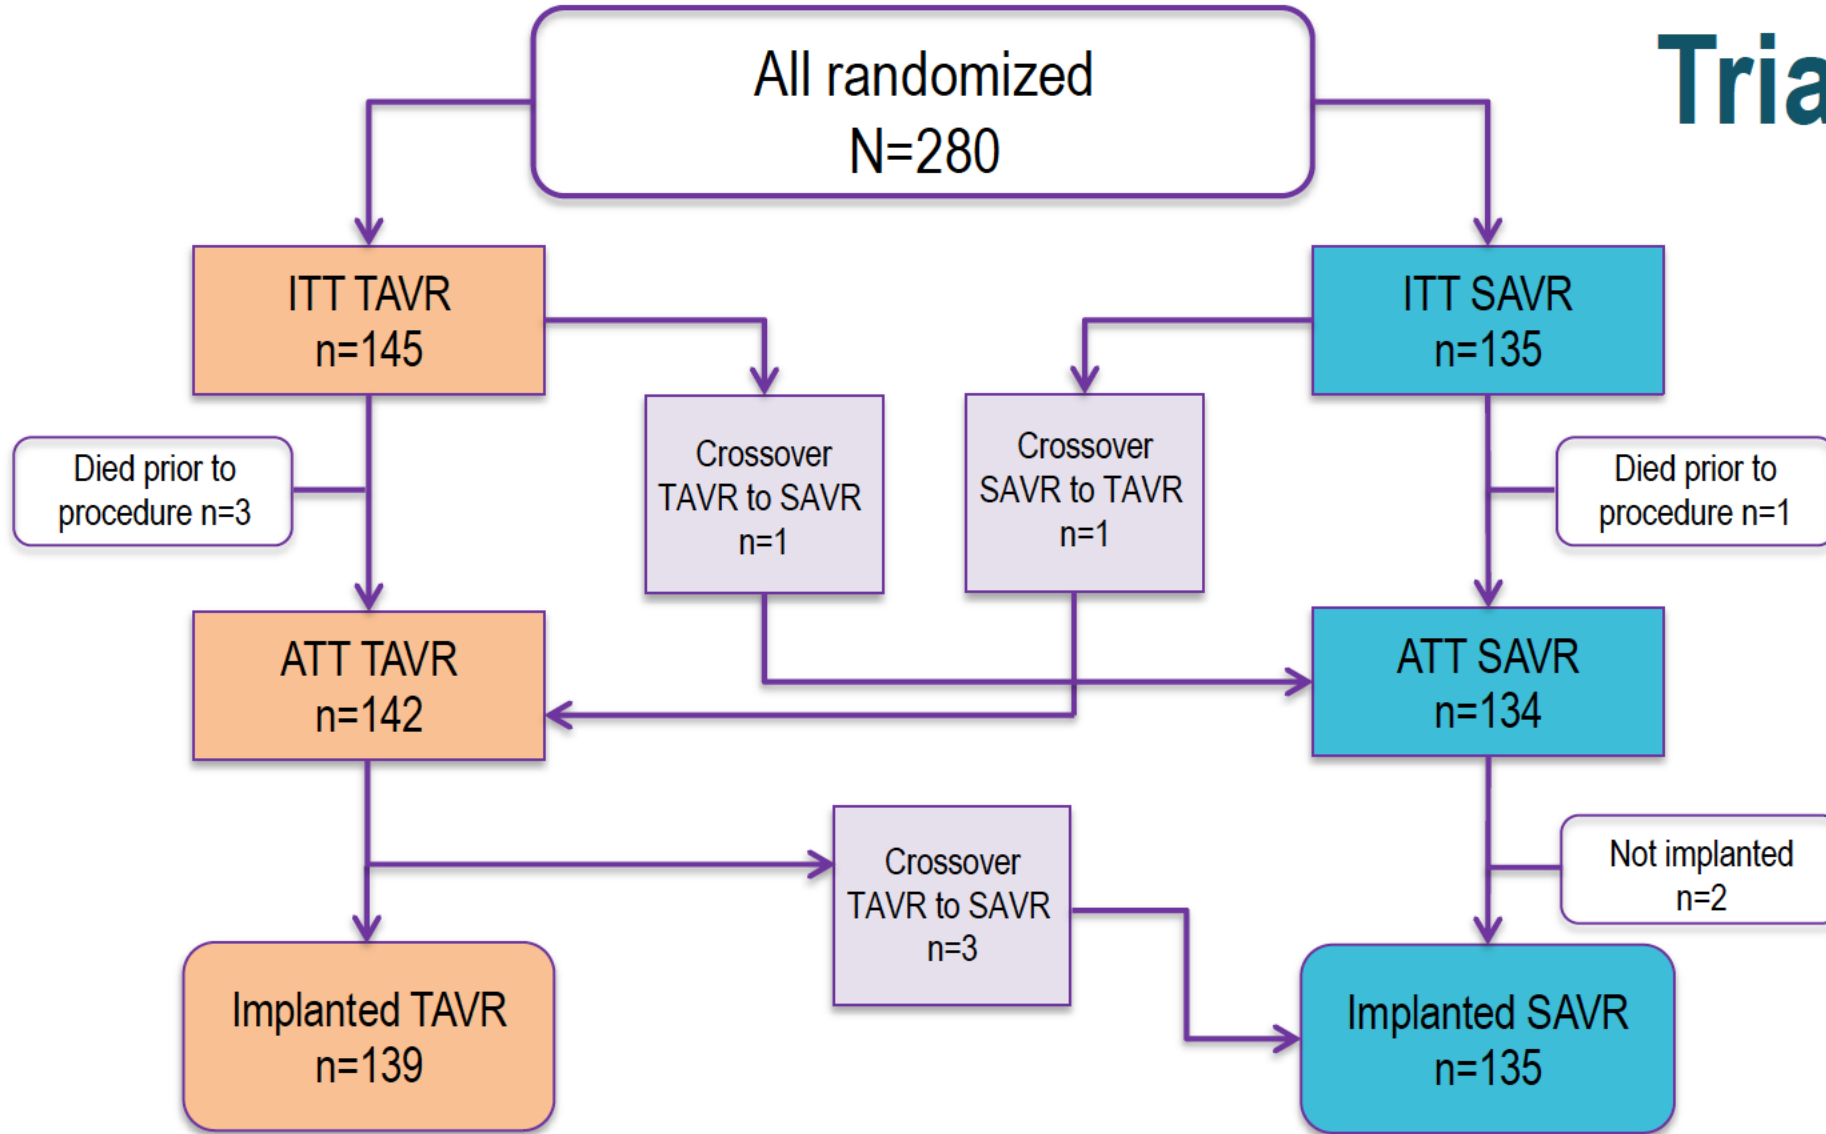 All randomized
N=280
Tria
ITT TAVR
n=145
ITT SAVR
n=135
Died prior to
procedure n=3
Crossover
TAVR to SAVR
n=1
Crossover
SAVR to TAVR
n=1
Died prior to
procedure n=1
ATT TAVR
n=142
ATT SAVR
n=134
Crossover
TAVR to SAVR
n=3
Not implanted
n=2
Implanted TAVR
n=139
Implanted SAVR
n=135